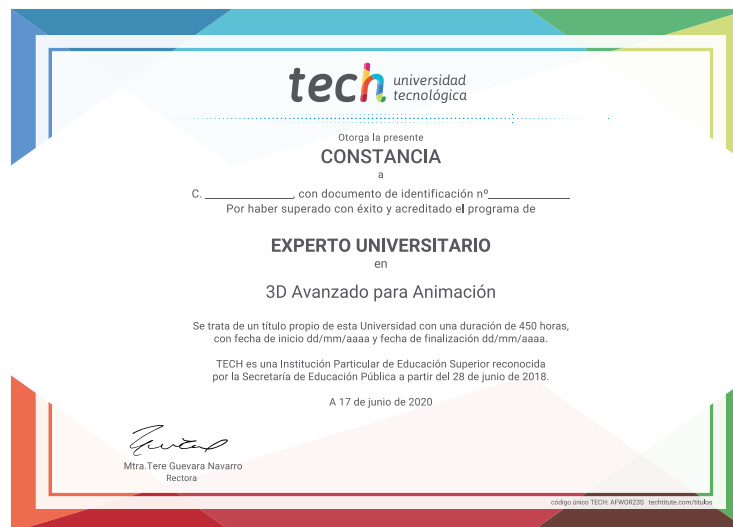 tech universidad
tecnológica
Otorga la presente
CONSTANCIA
a
C. ______________, con documento de identificación nº_____________
Por haber superado con éxito y acreditado el programa de
EXPERTO UNIVERSITARIO
en
3D Avanzado para Animación
Se trata de un título propio de esta Universidad con una duración de 450 horas,
con fecha de inicio dd/mm/aaaa y fecha de finalización dd/mm/aaaa.
TECH es una Institución Particular de Educación Superior reconocida
por la Secretaría de Educación Pública a partir del 28 de junio de 2018.
A 17 de junio de 2020
Mtra.Tere Guevara Navarro
Rectora
código único TECH: AFWOR23S techtitute.com/titulos